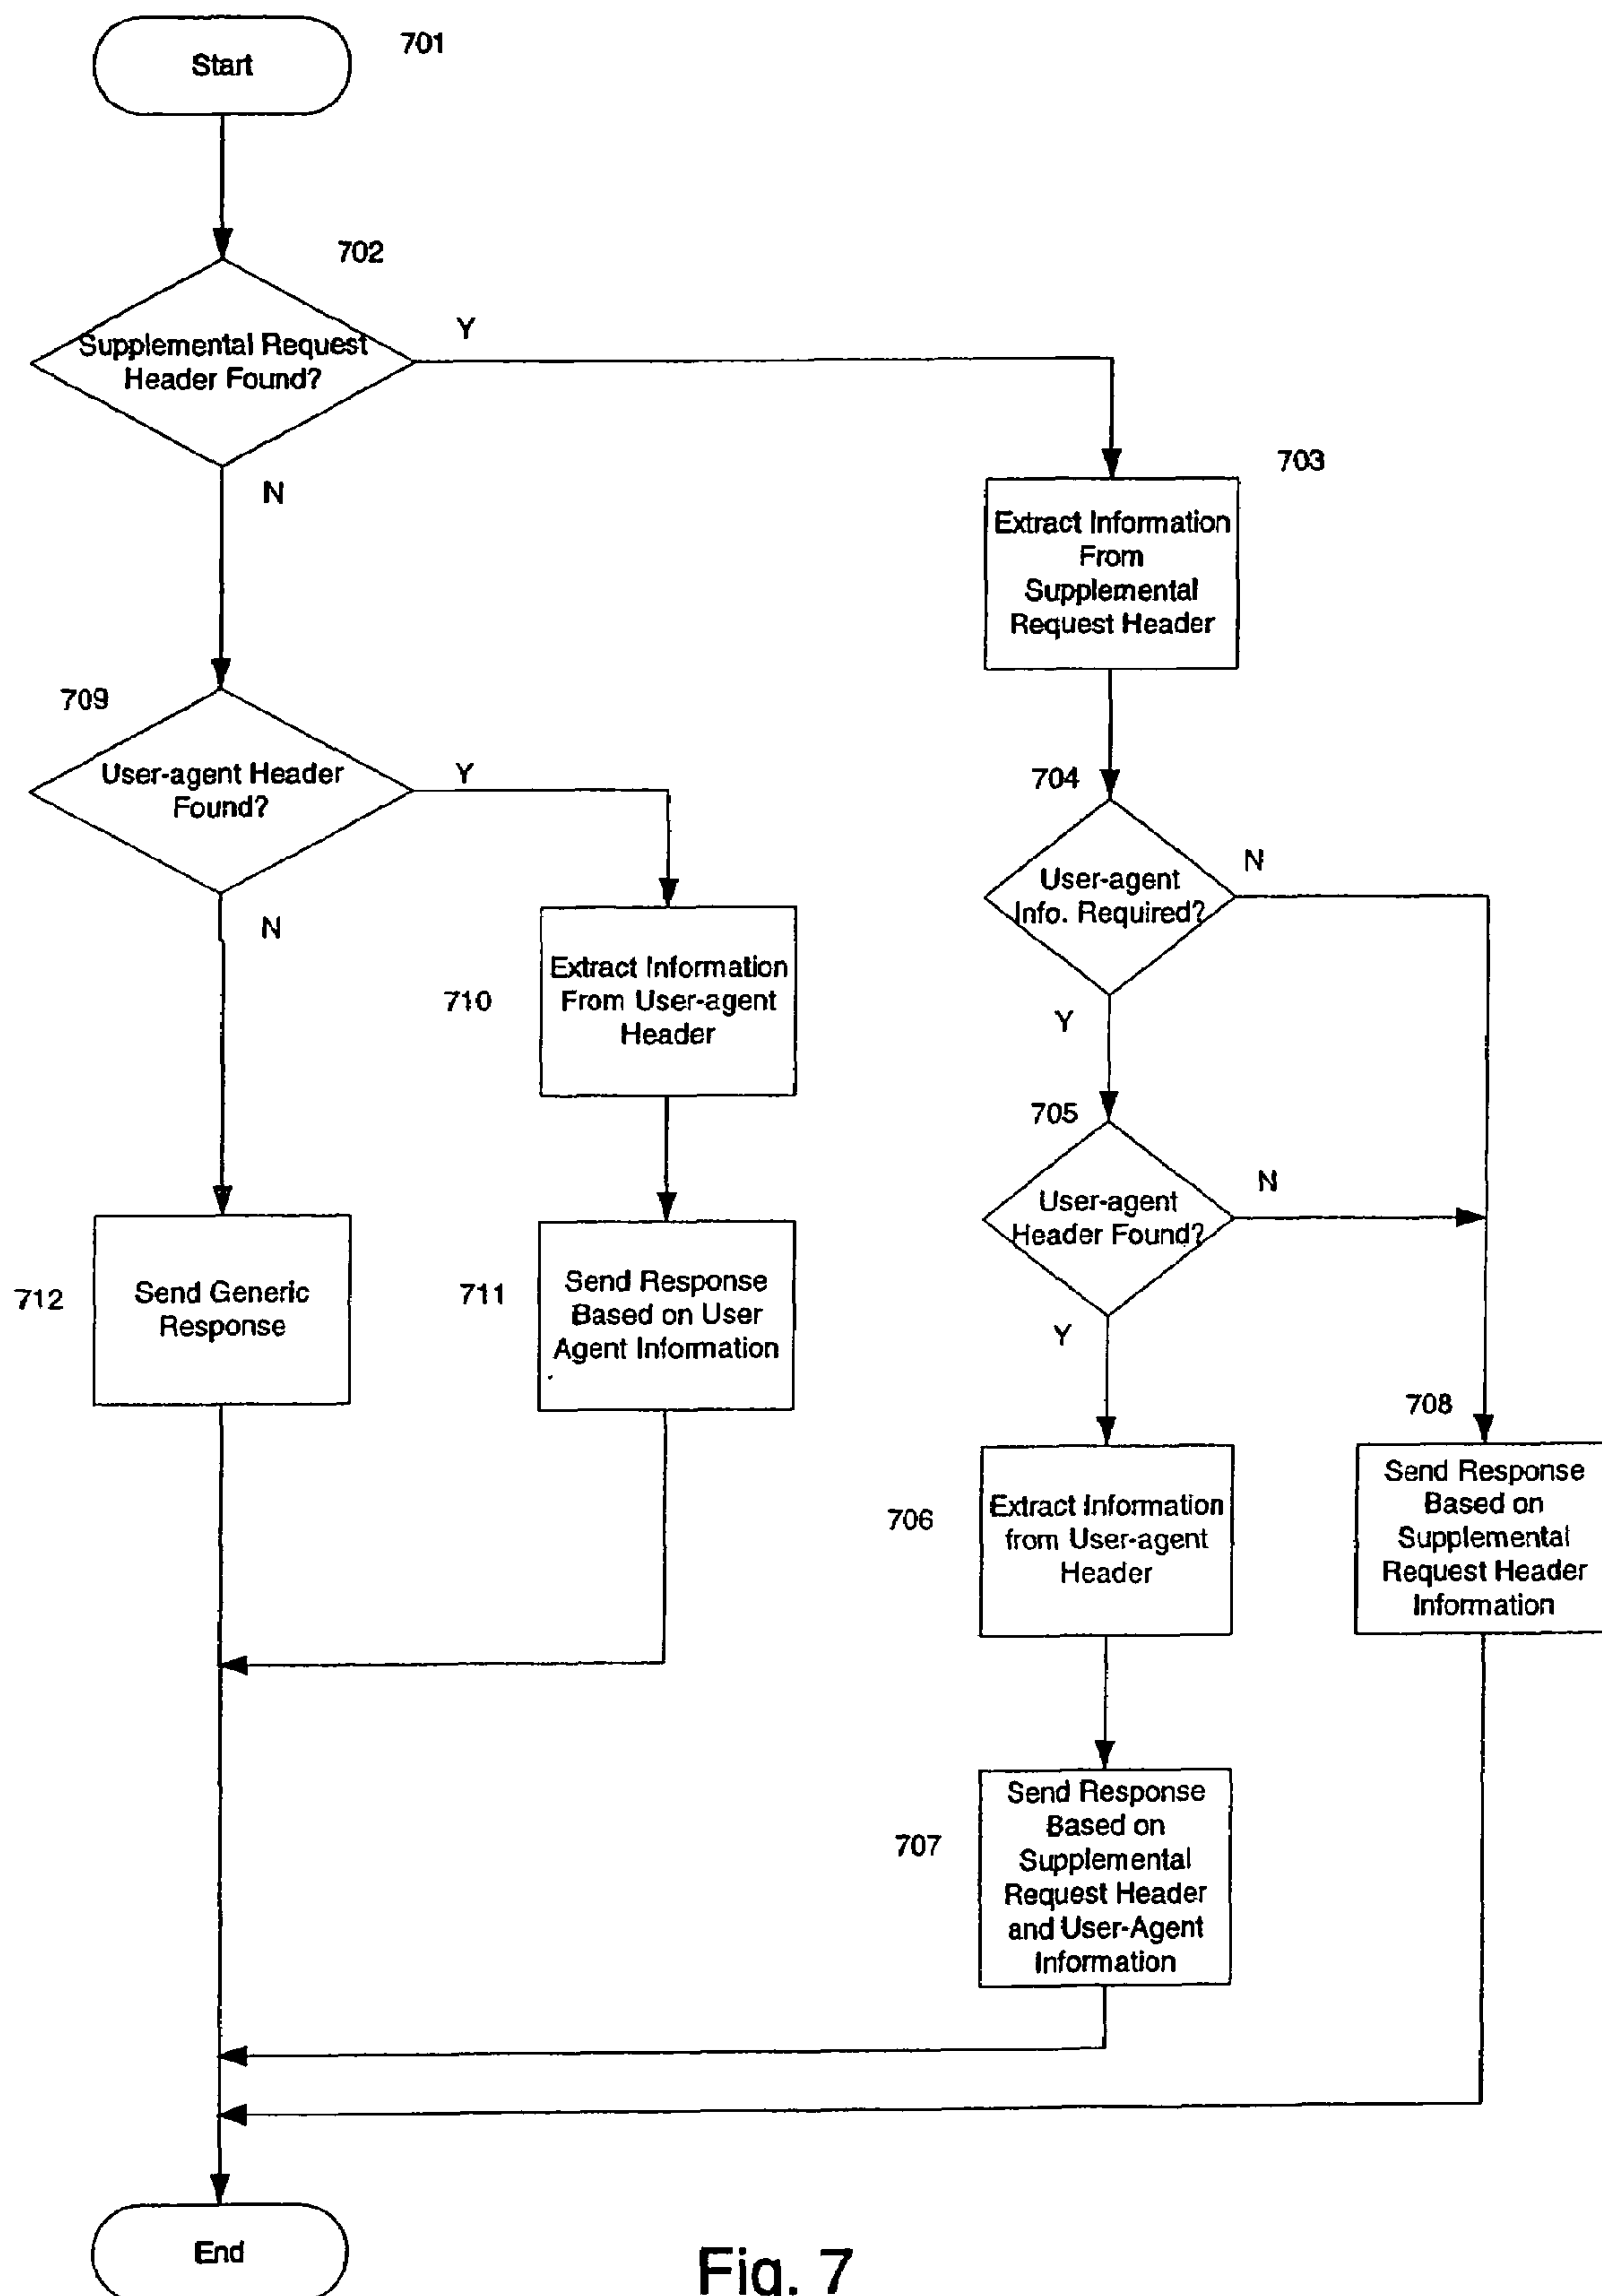 Start
701
702
Supplemental Request
Header Found?
Y
N
703
Extract Information
From
Supplemental
Request Header
709
User-agent Header
Found?
Y
N
704
User-agent
Info. Required?
N
Y
710
Extract Information
From User-agent
Header
705
User-agent
Header Found?
N
Y
712
Send Generic
Response
711
Send Response
Based on User
Agent Information
708
Send Response
Based on
Supplemental
Request Header
Information
706
Extract Information
from User-agent
Header
707
Send Response
Based on
Supplemental
Request Header
and User-Agent
Information
End
Fig. 7